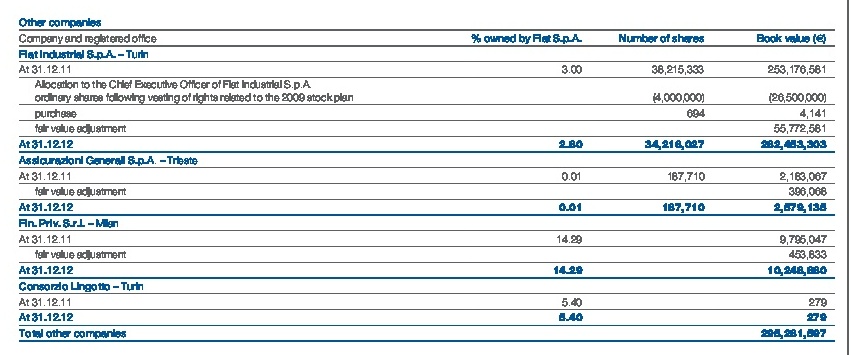 Other companies
Company and registered office % owned by Fiat S.p.A. Number of shares Book value (€)
Fiat Industrial S.p.A. – Turin
At 31.12.11 3.00 38,215,333 253,176,581
Allocation to the Chief Executive Officer of Fiat Industrial S.p.A.
ordinary shares following vesting of rights related to the 2009 stock plan (4,000,000) (26,500,000)
purchase 694 4,141
fair value adjustment 55,772,581
At 31.12.12 2.80 34,216,027 282,453,303
Assicurazioni Generali S.p.A. – Trieste
At 31.12.11 0.01 187,710 2,183,067
fair value adjustment 396,068
At 31.12.12 0.01 187,710 2,579,135
Fin. Priv. S.r.l. – Milan
At 31.12.11 14.29 9,795,047
fair value adjustment 453,833
At 31.12.12 14.29 10,248,880
Consorzio Lingotto – Turin
At 31.12.11 5.40 279
At 31.12.12 5.40 279
Total other companies 295,281,597